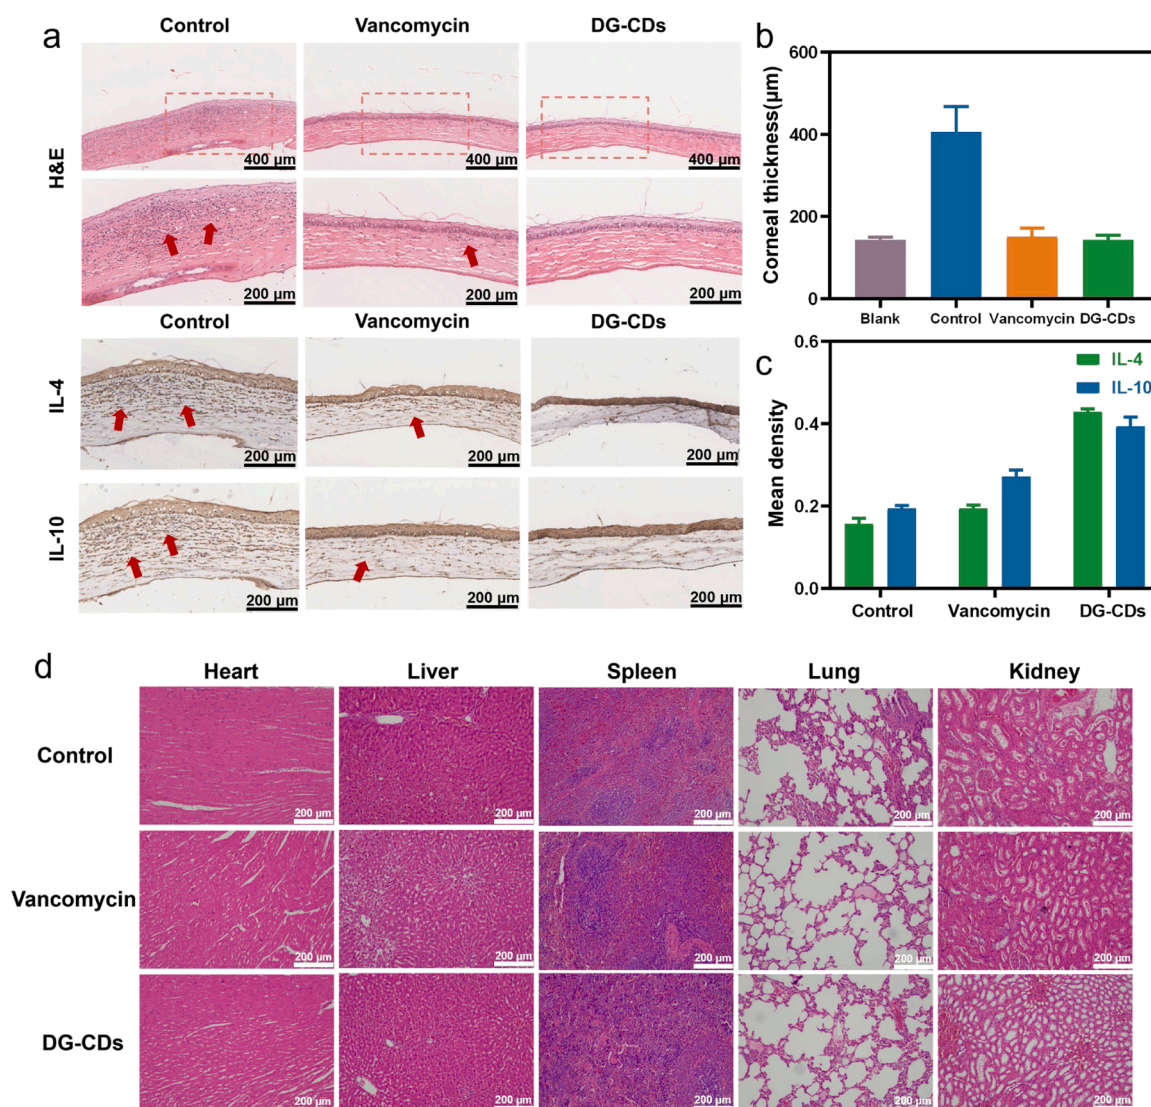 a
Control Vancomycin DG-CDs
H&E
400 µm 400 µm 400 µm
200 µm 200 µm 200 µm
Control Vancomycin DG-CDs
IL-4
200 µm 200 µm 200 µm
IL-10
200 µm 200 µm 200 µm
b
Corneal thickness(µm)
600
400
200
0
Blank Control Vancomycin DG-CDs
c
Mean density
0.6
0.4
0.2
0.0
IL-4
IL-10
Control Vancomycin DG-CDs
d
Heart Liver Spleen Lung Kidney
Control
200 µm 200 µm 200 µm 200 µm 200 µm
Vancomycin
200 µm 200 µm 200 µm 200 µm 200 µm
DG-CDs
200 µm 200 µm 200 µm 200 µm 200 µm